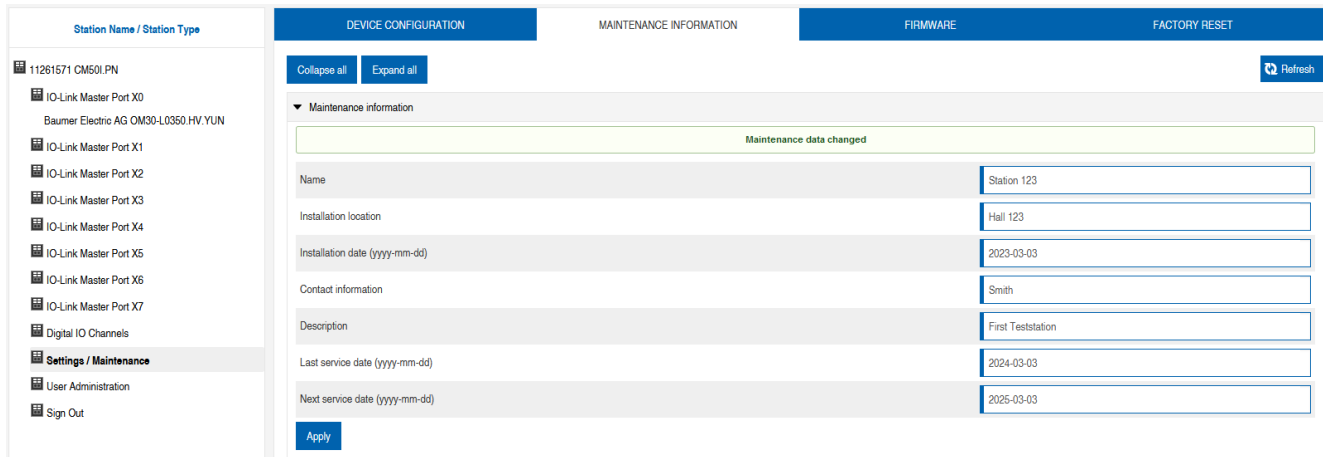 Station Name / Station Type
11261571 CM50I.PN
IO-Link Master Port X0
Baumer Electric AG OM30-L0350.HV.YUN
IO-Link Master Port X1
IO-Link Master Port X2
IO-Link Master Port X3
IO-Link Master Port X4
IO-Link Master Port X5
IO-Link Master Port X6
IO-Link Master Port X7
Digital IO Channels
Settings / Maintenance
User Administration
Sign Out
DEVICE CONFIGURATION MAINTENANCE INFORMATION FIRMWARE FACTORY RESET
Collapse all Expand all Refresh
Maintenance information
Maintenance data changed
Name Station 123
Installation location Hall 123
Installation date (yyyy-mm-dd) 2023-03-03
Contact information Smith
Description First Teststation
Last service date (yyyy-mm-dd) 2024-03-03
Next service date (yyyy-mm-dd) 2025-03-03
Apply